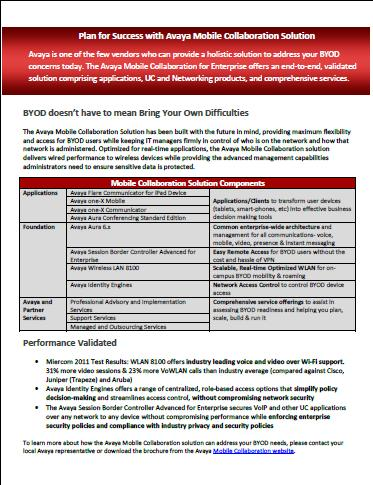 Plan for Success with Avaya Mobile Collaboration Solution
Avaya is one of the few vendors who can provide a holistic solution to address your BYOD
concerns today. The Avaya Mobile Collaboration for Enterprise offers an end-to-end, validated
solution comprising applications, UC and Networking products, and comprehensive services.
BYOD doesn't have to mean Bring Your Own Difficulties
The Avaya Mobile Collaboration Solution has been built with the future in mind, providing maximum flexibility
and access for BYOD users while keeping IT managers firmly in control of who is on the network and how that
network is administered. Optimized for real-time applications, the Avaya Mobile Collaboration solution
delivers wired performance to wireless devices while providing the advanced management capabilities
administrators need to ensure sensitive data is protected.
Mobile Collaboration Solution Components
Applications
Avaya Flare Communicator for iPad Device
Avaya one-X Mobile
Avaya one-X Communicator
Avaya Aura Conferencing Standard Edition
Applications/Clients to transform user devices
(tablets, smart-phones, etc) into effective business
decision making tools
Foundation
Avaya Aura 6.x
Common enterprise-wide architecture and
management for all communications- voice,
mobile, video, presence & instant messaging
Avaya Session Border Controller Advanced for
Enterprise
Easy Remote Access for BYOD users without the
cost and hassle of VPN
Avaya Wireless LAN 8100
Scalable, Real-time Optimized WLAN for on-
campus BYOD mobility & roaming
Avaya Identity Engines
Network Access Control to control BYOD device
access
Avaya and
Partner
Services
Professional Advisory and Implementation
Services
Support Services
Managed and Outsourcing Services
Comprehensive service offerings to assist in
assessing BYOD readiness and helping you plan,
scale, build & run it
Performance Validated
• Miercom 2011 Test Results: WLAN 8100 offers industry leading voice and video over Wi-Fi support.
31% more video sessions & 23% more VoWLAN calls than industry average (compared against Cisco,
Juniper (Trapeze) and Aruba)
• Avaya Identity Engines offers a range of centralized, role-based access options that simplify policy
decision-making and streamlines access control, without compromising network security
• The Avaya Session Border Controller Advanced for Enterprise secures VoIP and other UC applications
over any network to any device without compromising performance while enforcing enterprise
security policies and compliance with industry privacy and security policies
To learn more about how the Avaya Mobile Collaboration solution can address your BYOD needs, please contact your
local Avaya representative or download the brochure from the Avaya Mobile Collaboration website.